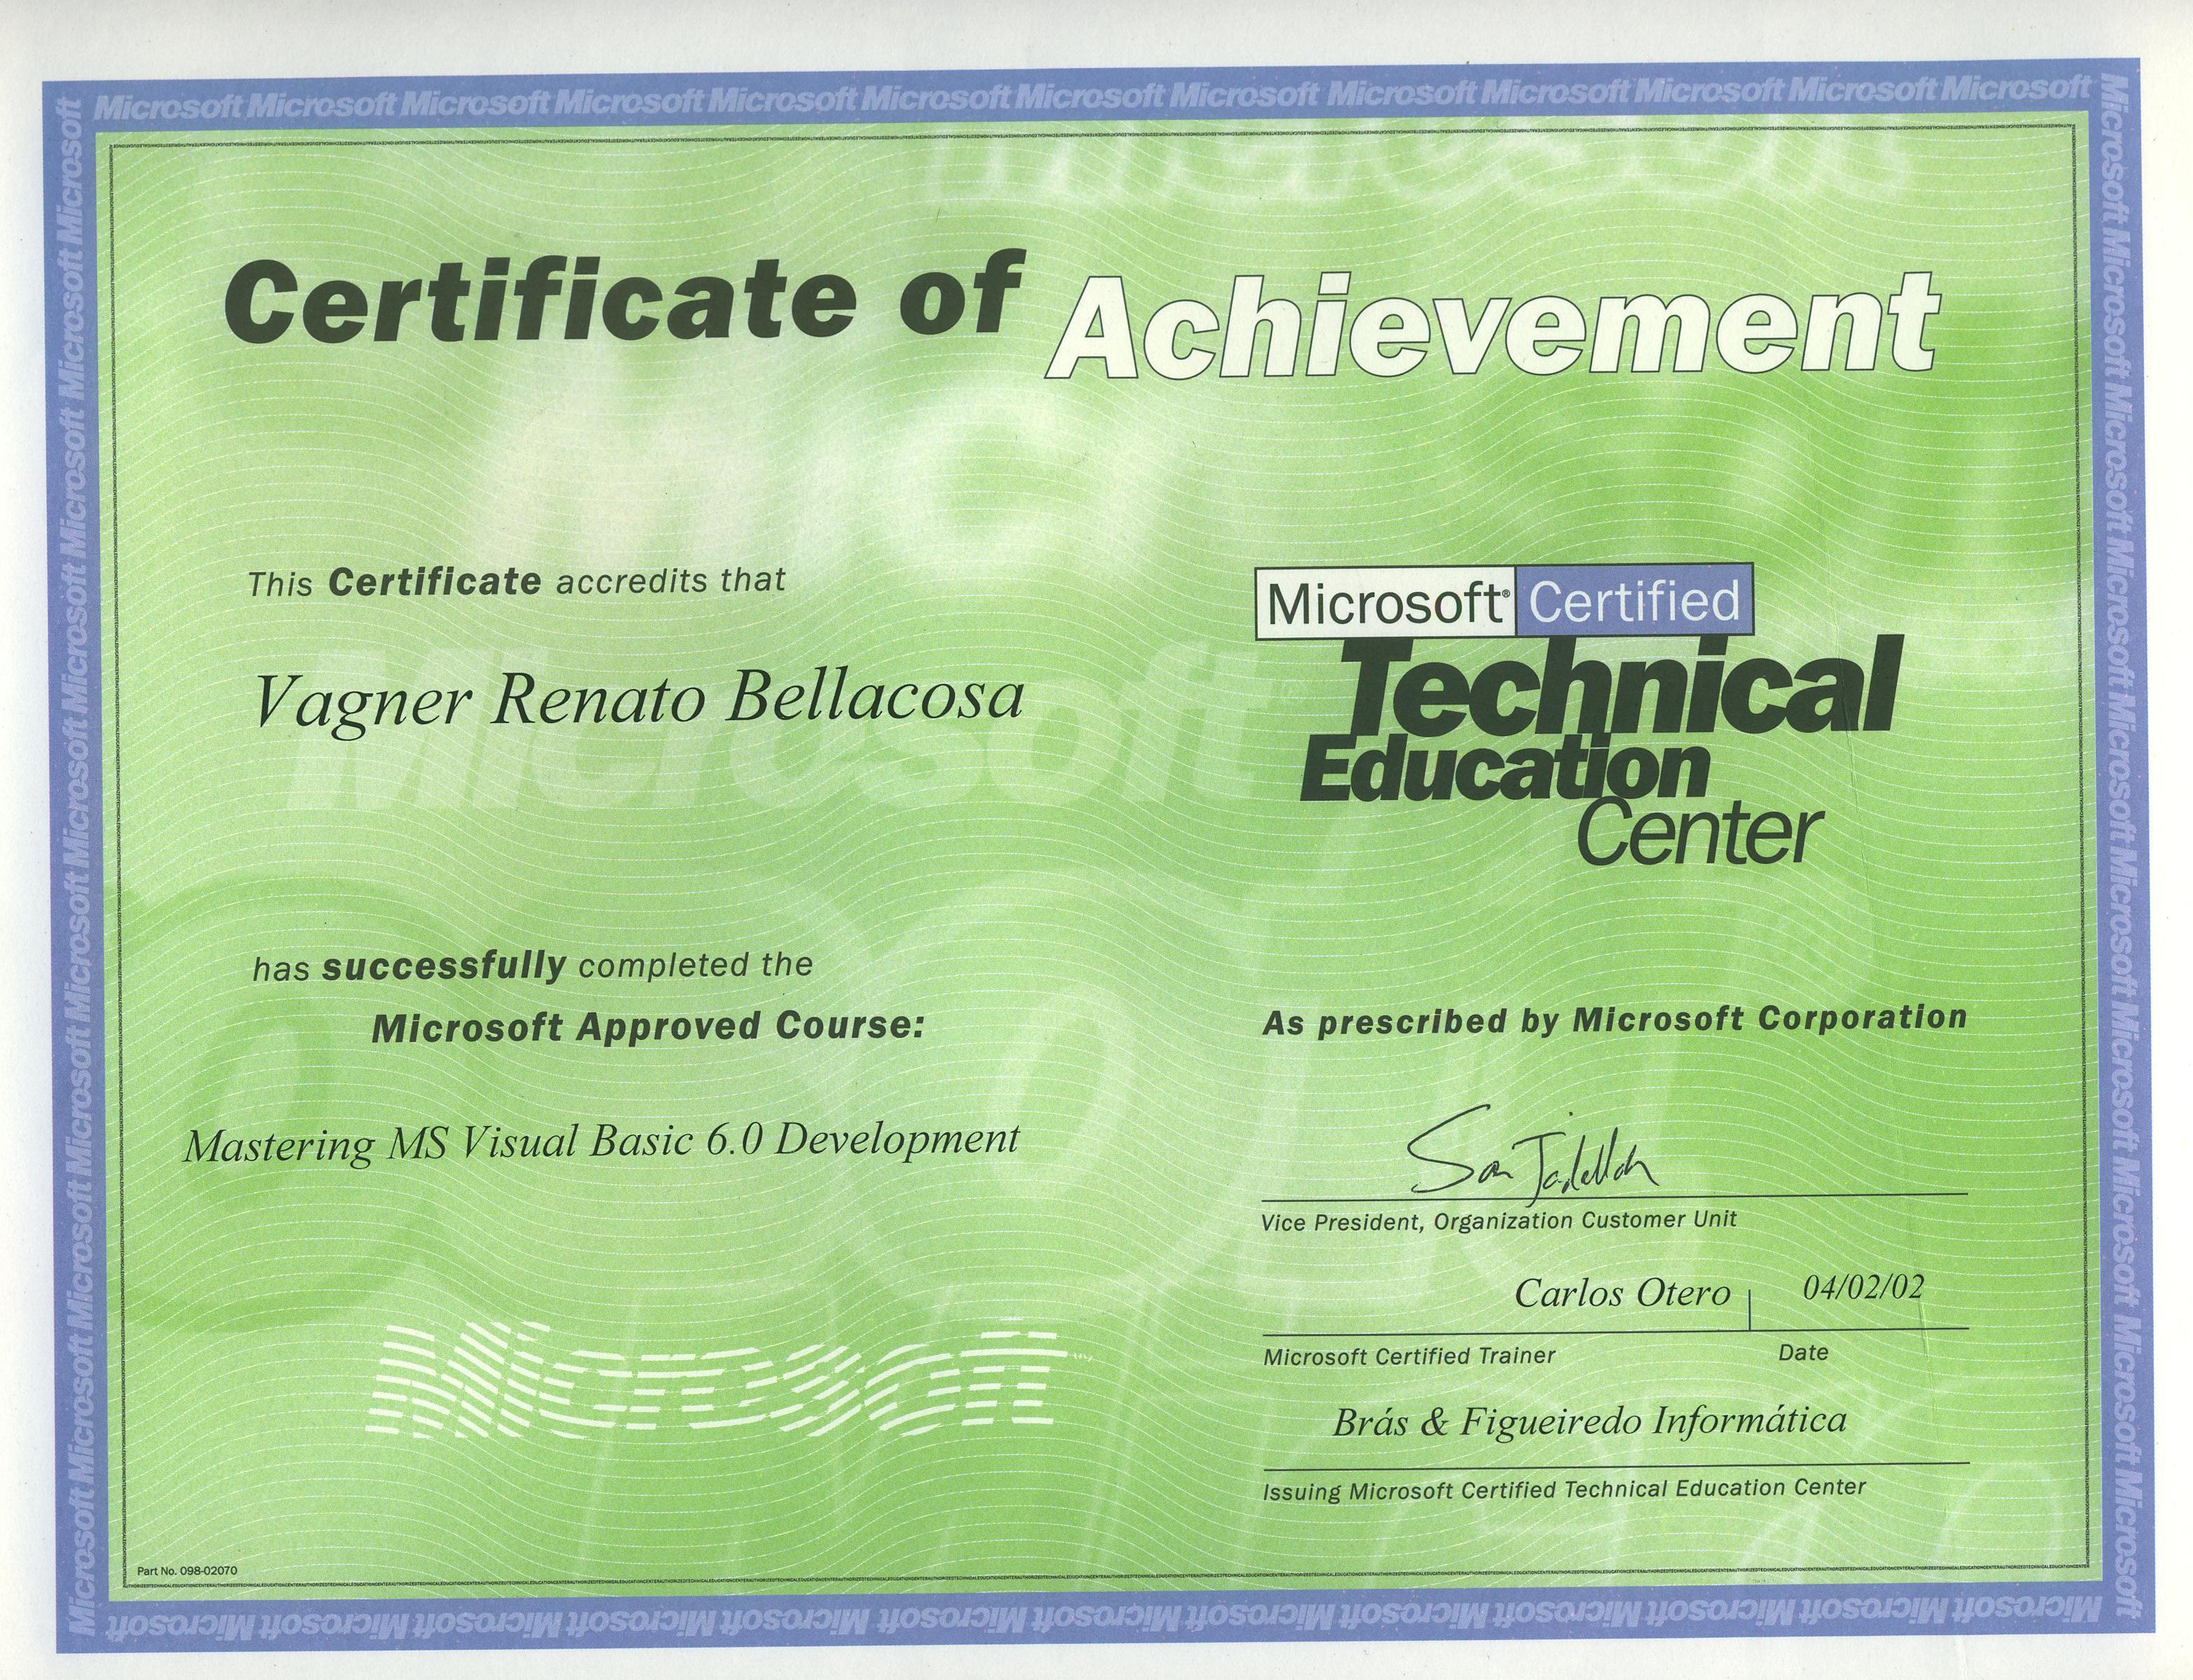 Microsoft Microsoft Microsoft Microsoft Microsoft Microsoft Microsoft Microsoft Microsoft Microsoft Microsoft Microsoft Microsoft
Certificate of Achievement
This Certificate accredits that
Vagner Renato Bellacosa
Microsoft
Microsoft® Certified
Technical
Education
Center
has successfully completed the
Microsoft Approved Course:
Mastering MS Visual Basic 6.0 Development
As prescribed by Microsoft Corporation
Vice President, Organization Customer Unit
Carlos Otero 04/02/02
Microsoft Certified Trainer Date
Microsoft
Brás & Figueiredo Informática
Issuing Microsoft Certified Technical Education Center
Part No. 098-02070
Microsoft Microsoft Microsoft Microsoft Microsoft Microsoft Microsoft Microsoft Microsoft Microsoft Microsoft Microsoft Microsoft